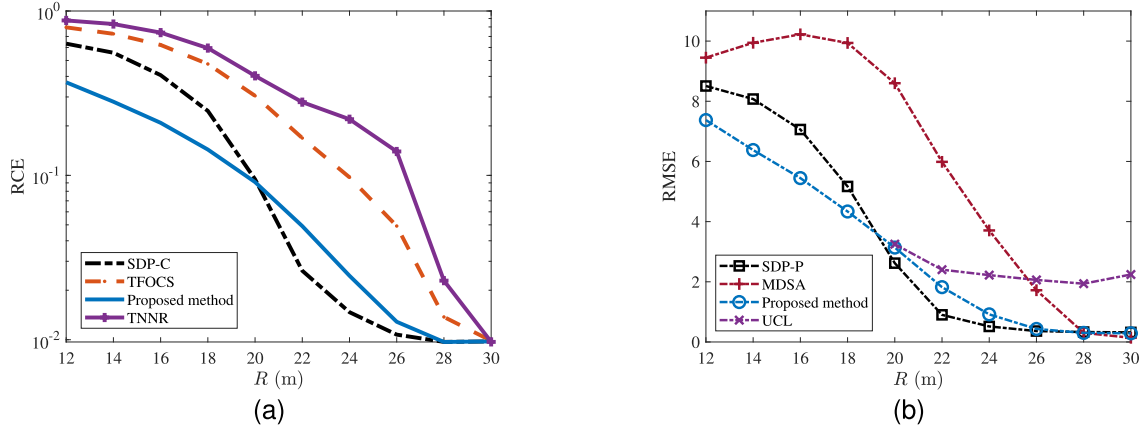 10^0
10^-1
10^-2
RCE
SDP-C
TFOCS
Proposed method
TNNR
12 14 16 18 20 22 24 26 28 30
R (m)
(a)
10
8
6
4
2
0
RMSE
SDP-P
MDSA
Proposed method
UCL
12 14 16 18 20 22 24 26 28 30
R (m)
(b)